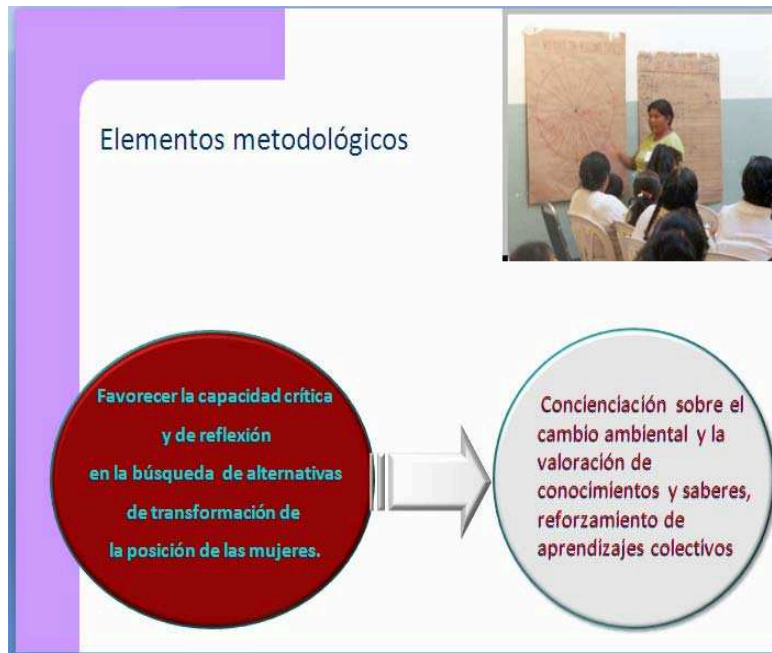 Elementos metodológicos
Favorecer la capacidad crítica
y de reflexión
en la búsqueda de alternativas
de transformación de
la posición de las mujeres.
Concienciación sobre el
cambio ambiental y la
valoración de
conocimientos y saberes,
reforzamiento de
aprendizajes colectivos